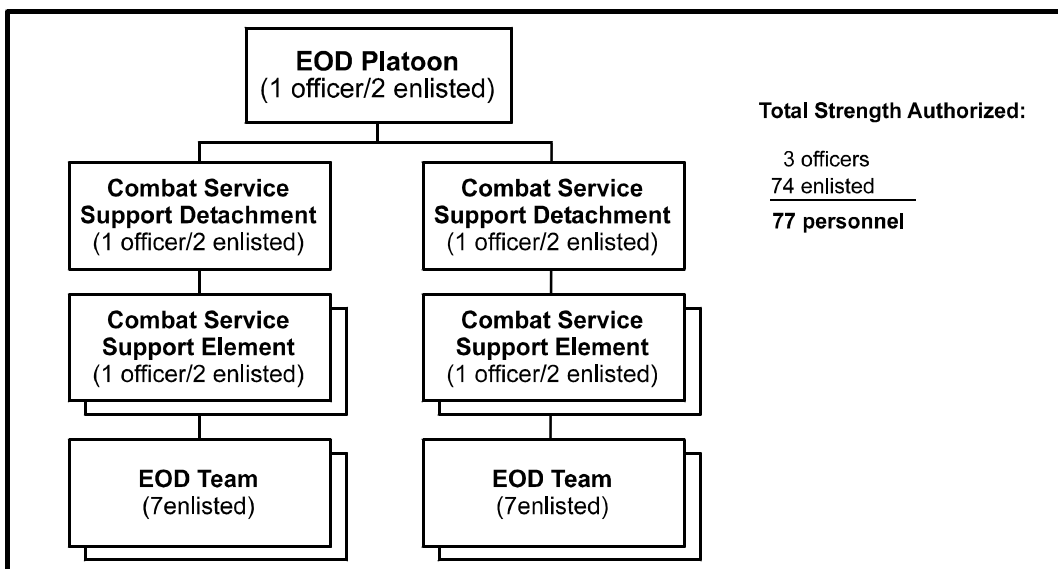 EOD Platoon
(1 officer/2 enlisted)
Total Strength Authorized:
3 officers
74 enlisted
77 personnel
Combat Service
Support Detachment
(1 officer/2 enlisted)
Combat Service
Support Detachment
(1 officer/2 enlisted)
Combat Service
Support Element
(1 officer/2 enlisted)
Combat Service
Support Element
(1 officer/2 enlisted)
EOD Team
(7enlisted)
EOD Team
(7enlisted)